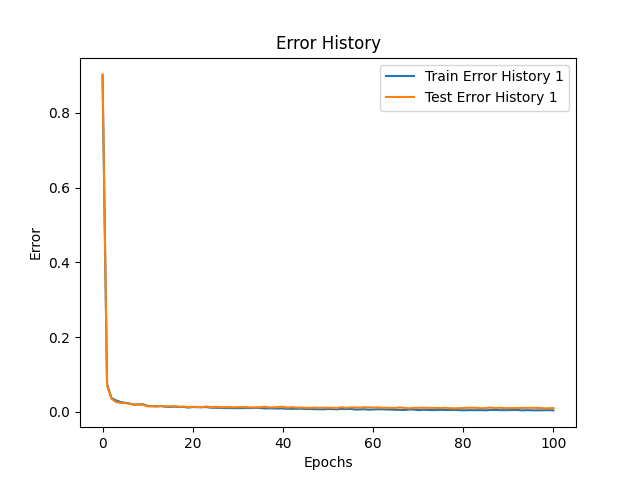 Error History
Train Error History 1
Test Error History 1
0.8
0.6
0.4
0.2
0.0
Error
0 20 40 60 80 100
Epochs